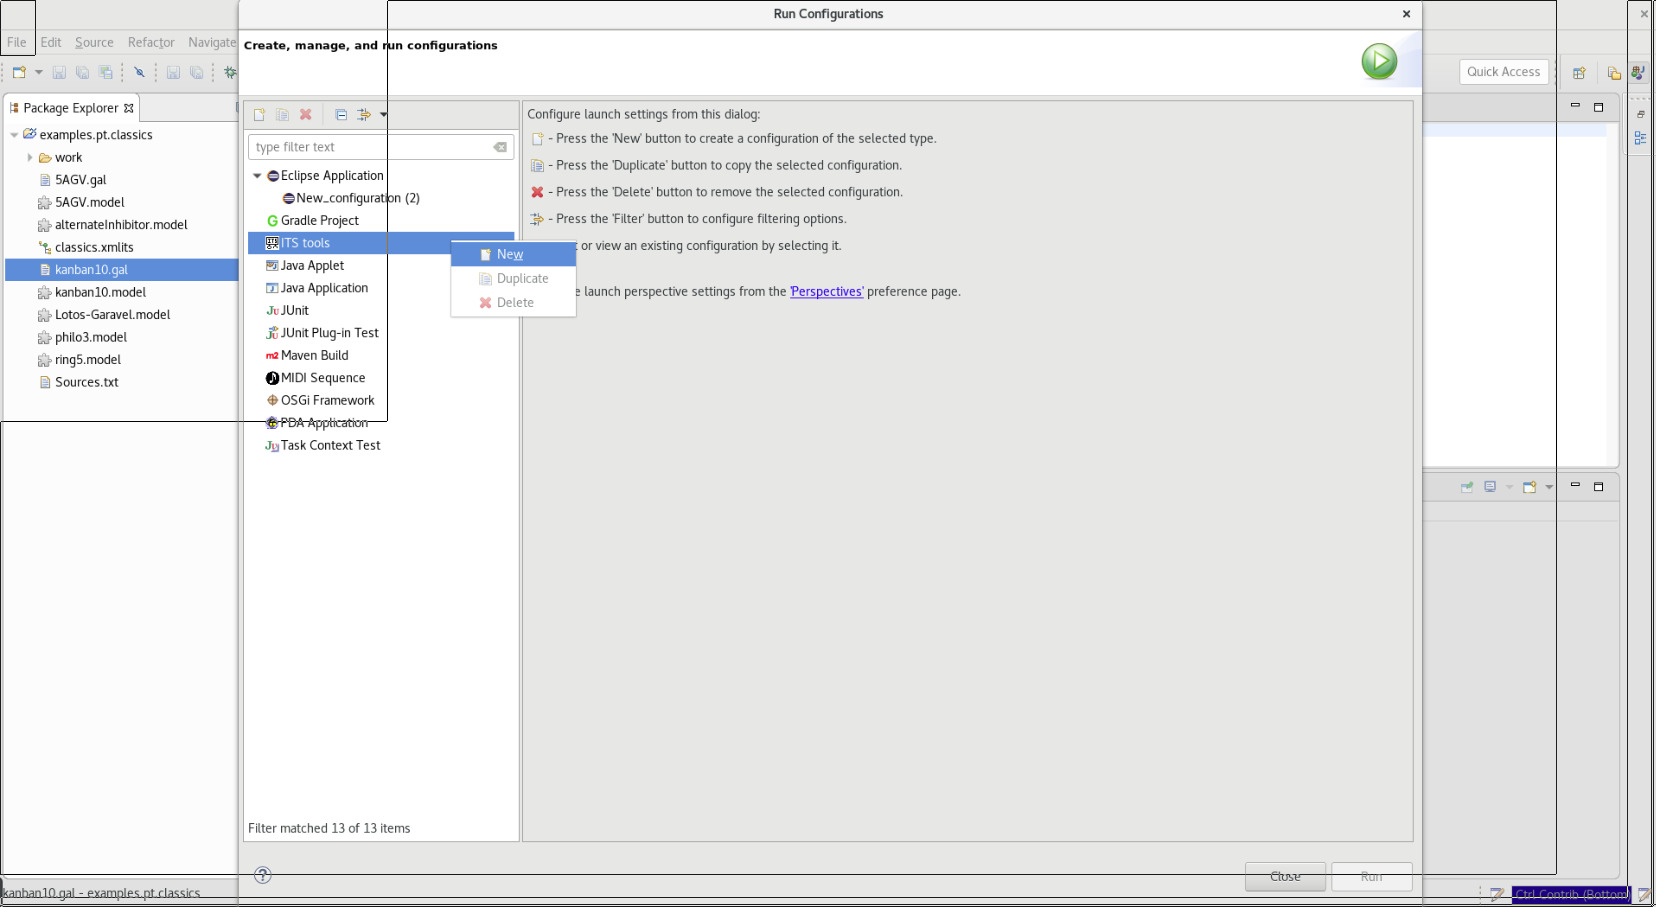 Run Configurations
File Edit Source Refactor Navigate
Create, manage, and run configurations
Quick Access
Package Explorer
examples.pt.classics
work
5AGV.gal
5AGV.model
alternateInhibitor.model
classics.xmlits
kanban10.gal
kanban10.model
Lotos-Garavel.model
philo3.model
ring5.model
Sources.txt
type filter text
Eclipse Application
New_configuration (2)
Gradle Project
ITS tools
Java Applet
Java Application
JUnit
JUnit Plug-in Test
Maven Build
MIDI Sequence
OSGi Framework
PDA Application
Task Context Test
Filter matched 13 of 13 items
New
Duplicate
Delete
Configure launch settings from this dialog:
- Press the 'New' button to create a configuration of the selected type.
- Press the 'Duplicate' button to copy the selected configuration.
- Press the 'Delete' button to remove the selected configuration.
- Press the 'Filter' button to configure filtering options.
or view an existing configuration by selecting it.
launch perspective settings from the 'Perspectives' preference page.
Close Run
kanban10.gal - examples.pt.classics
Ctrl Contrib (Bottom)